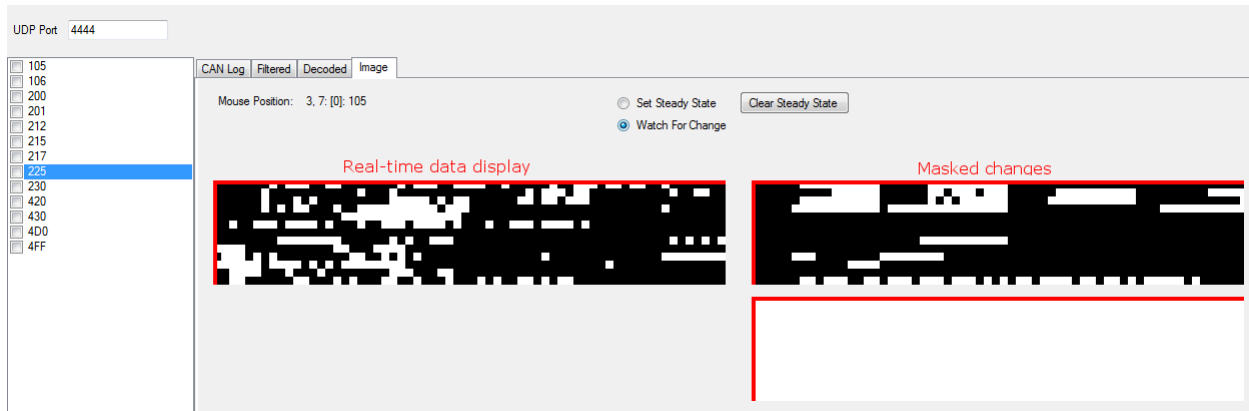 UDP Port 4444
105
106
200
201
212
215
217
225
230
420
430
4D0
4FF
CAN Log Filtered Decoded Image
Mouse Position: 3, 7: [0]: 105
Set Steady State Clear Steady State
Watch For Change
Real-time data display Masked changes